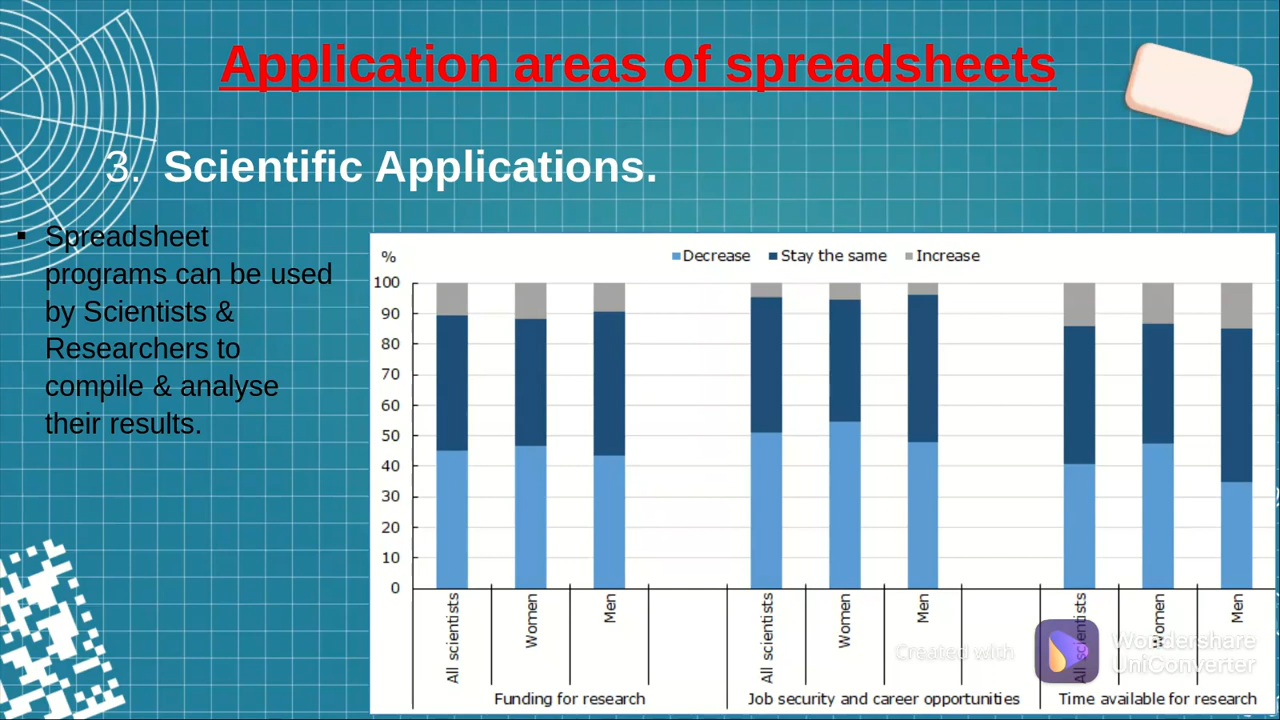 Application areas of spreadsheets
3. Scientific Applications.
▪ Spreadsheet
programs can be used
by Scientists &
Researchers to
compile & analyse
their results.
% Decrease Stay the same Increase
100
90
80
70
60
50
40
30
20
10
0
All scientists Women Men All scientists Women Men All scientists Women Men
Funding for research Job security and career opportunities Time available for research
Created with Wondershare
UniConverter